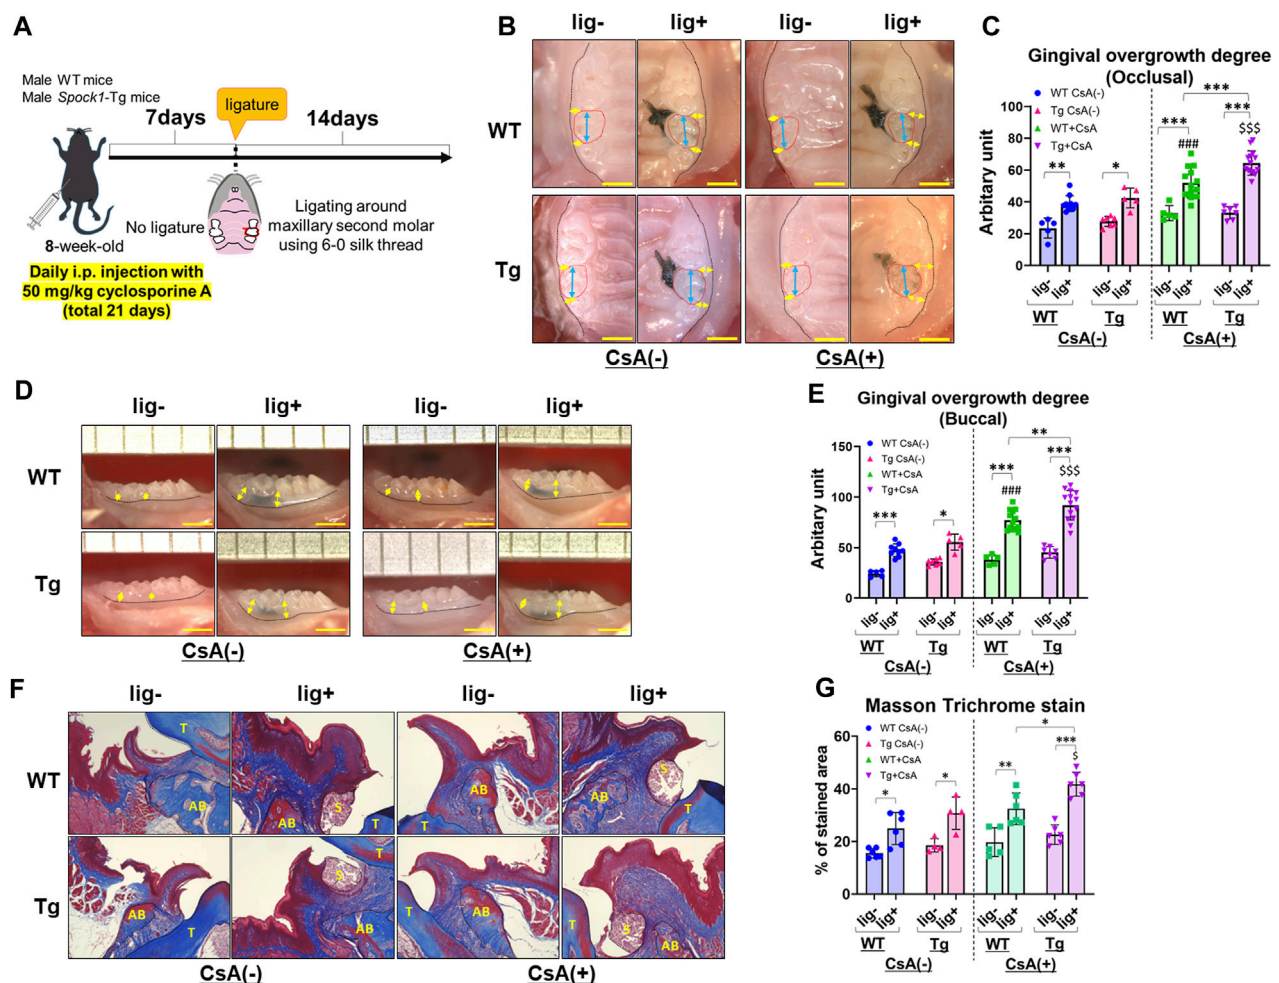 A
Male WT mice
Male Spock1-Tg mice
7days
ligature
14days
8-week-old
No ligature
Ligating around
maxillary second molar
using 6-0 silk thread
Daily i.p. injection with
50 mg/kg cyclosporine A
(total 21 days)
B
lig- lig+ lig- lig+
WT
Tg
CsA(-) CsA(+)
C
Gingival overgrowth degree
(Occlusal)
WT CsA(-)
Tg CsA(-)
WT+CsA
Tg+CsA
Arbitary unit
100
80
60
40
20
0
** * *** ### *** *** $$$
lig- lig+ lig- lig+ lig- lig+ lig- lig+
WT Tg WT Tg
CsA(-) CsA(+)
D
lig- lig+ lig- lig+
WT
Tg
CsA(-) CsA(+)
E
Gingival overgrowth degree
(Buccal)
WT CsA(-)
Tg CsA(-)
WT+CsA
Tg+CsA
Arbitary unit
150
100
50
0
*** * *** ### ** *** $$$
lig- lig+ lig- lig+ lig- lig+ lig- lig+
WT Tg WT Tg
CsA(-) CsA(+)
F
lig- lig+ lig- lig+
WT
T AB AB S T AB T AB S T
Tg
AB T S AB T AB T S AB
CsA(-) CsA(+)
G
Masson Trichrome stain
WT CsA(-)
Tg CsA(-)
WT+CsA
Tg+CsA
% of stained area
60
40
20
0
* * ** * *** $
lig- lig+ lig- lig+ lig- lig+ lig- lig+
WT Tg WT Tg
CsA(-) CsA(+)